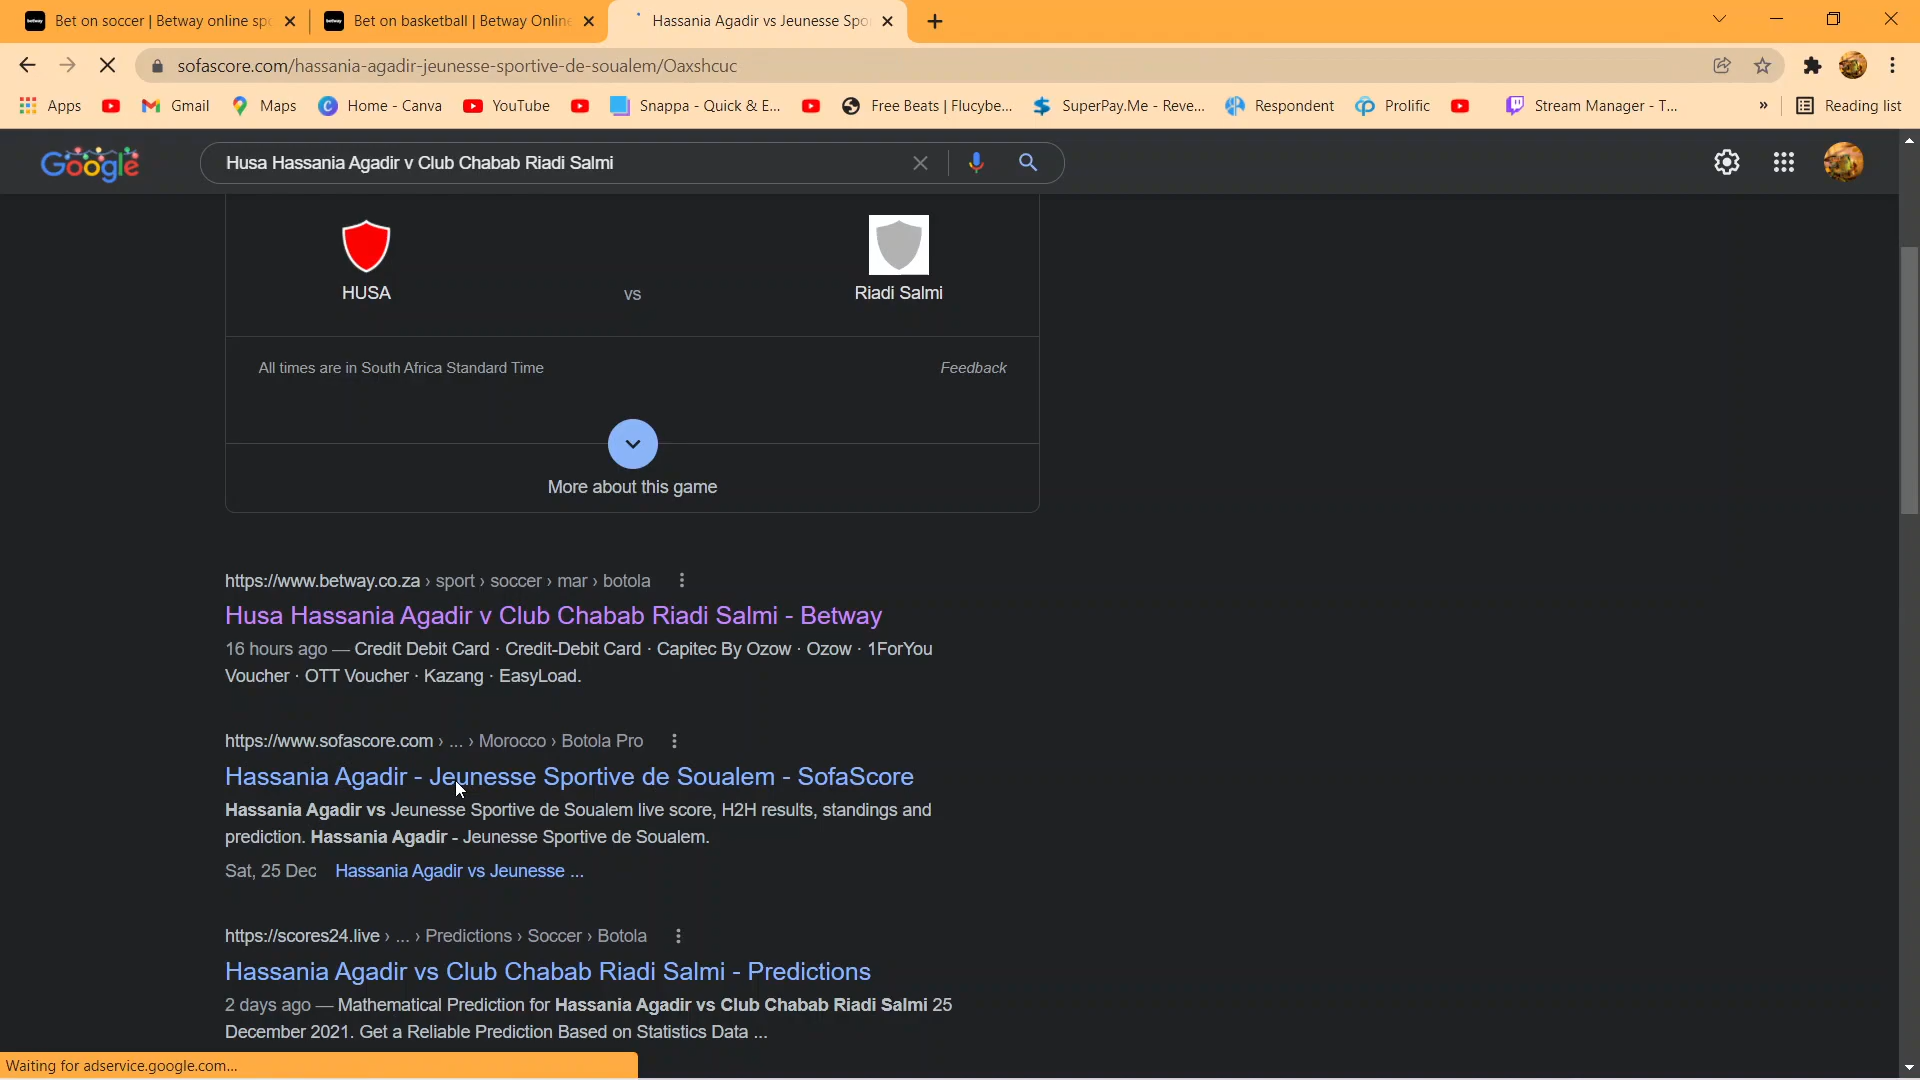 Bet on soccer | Betway online sp
Bet on basketball | Betway Online
Hassania Agadir vs Jeunesse Spo
sofascore.com/hassania-agadir-jeunesse-sportive-de-soualem/Oaxshcuc
Apps
Gmail
Maps
Home - Canva
YouTube
Snappa - Quick & E...
Free Beats | Flucybe...
SuperPay.Me - Reve...
Respondent
Prolific
Stream Manager - T...
»
Reading list
Google
Husa Hassania Agadir v Club Chabab Riadi Salmi
HUSA
vs
Riadi Salmi
All times are in South Africa Standard Time
Feedback
More about this game
https://www.betway.co.za › sport › soccer › mar › botola
Husa Hassania Agadir v Club Chabab Riadi Salmi - Betway
16 hours ago — Credit Debit Card · Credit-Debit Card · Capitec By Ozow · Ozow · 1ForYou
Voucher · OTT Voucher · Kazang · EasyLoad.
https://www.sofascore.com › ... › Morocco › Botola Pro
Hassania Agadir - Jeunesse Sportive de Soualem - SofaScore
Hassania Agadir vs Jeunesse Sportive de Soualem live score, H2H results, standings and
prediction. Hassania Agadir - Jeunesse Sportive de Soualem.
Sat, 25 Dec Hassania Agadir vs Jeunesse ...
https://scores24.live › ... › Predictions › Soccer › Botola
Hassania Agadir vs Club Chabab Riadi Salmi - Predictions
2 days ago — Mathematical Prediction for Hassania Agadir vs Club Chabab Riadi Salmi 25
December 2021. Get a Reliable Prediction Based on Statistics Data ...
Waiting for adservice.google.com...